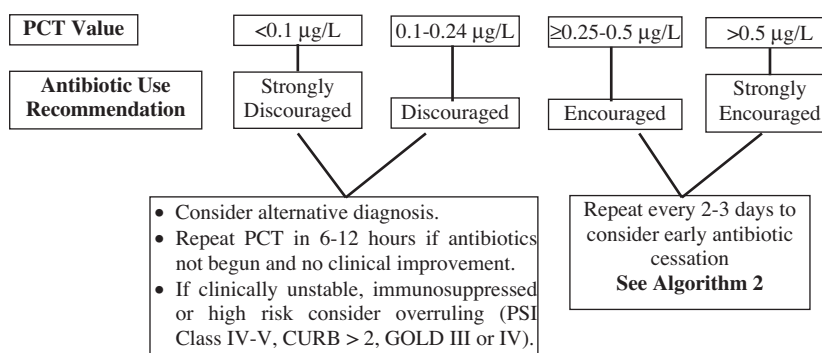 PCT Value
<0.1 µg/L
0.1-0.24 µg/L
≥0.25-0.5 µg/L
>0.5 µg/L
Antibiotic Use
Recommendation
Strongly
Discouraged
Discouraged
Encouraged
Strongly
Encouraged
• Consider alternative diagnosis.
• Repeat PCT in 6-12 hours if antibiotics
not begun and no clinical improvement.
• If clinically unstable, immunosuppressed
or high risk consider overruling (PSI
Class IV-V, CURB > 2, GOLD III or IV).
Repeat every 2-3 days to
consider early antibiotic
cessation
See Algorithm 2